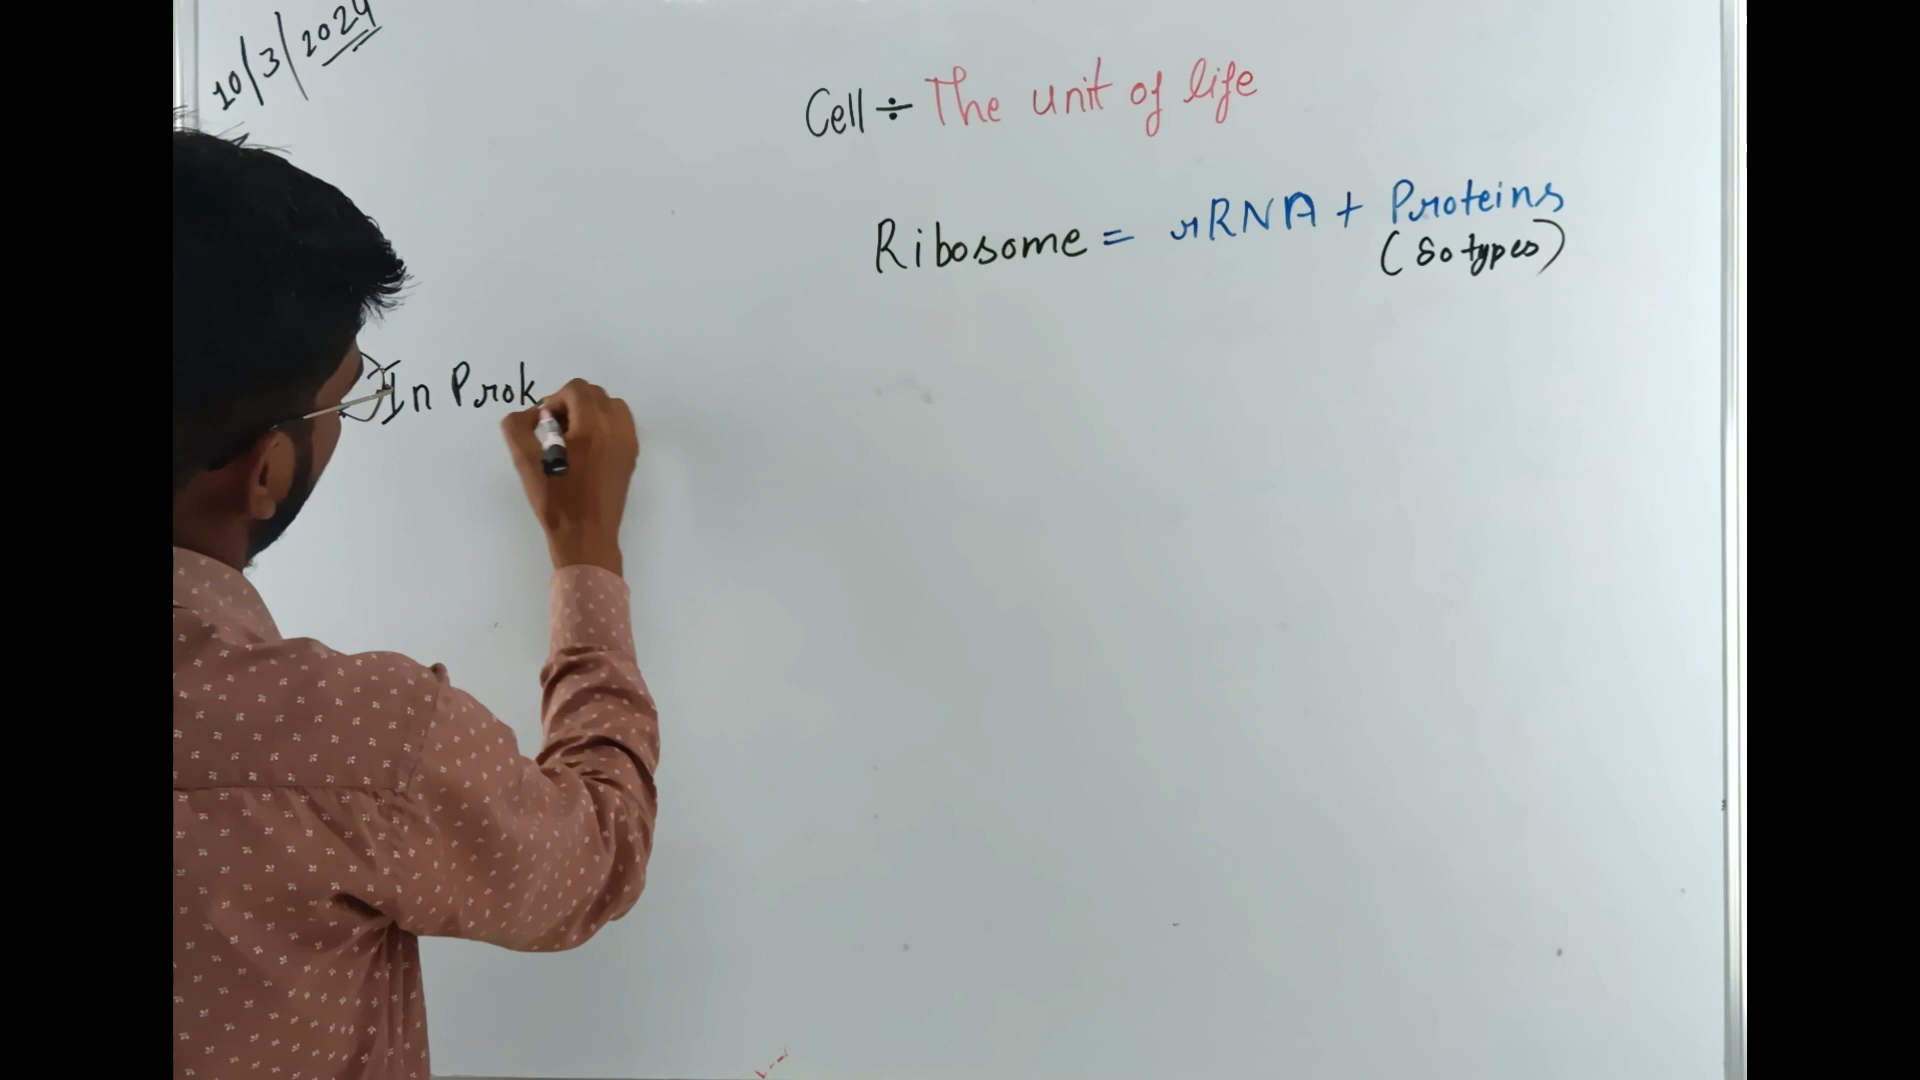 10/3/2024
Cell ÷ The unit of life
Ribosome = rRNA + Proteins
(80 types)
In Prok